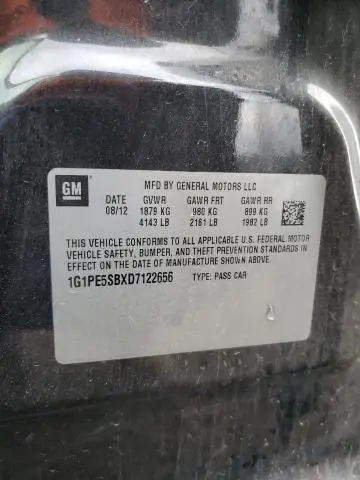 GM
MFD BY GENERAL MOTORS LLC
DATE GVWR GAWR FRT GAWR RR
08/12 1879 KG 980 KG 899 KG
4143 LB 2161 LB 1982 LB
THIS VEHICLE CONFORMS TO ALL APPLICABLE U.S. FEDERAL MOTOR
VEHICLE SAFETY, BUMPER, AND THEFT PREVENTION STANDARDS
IN EFFECT ON THE DATE OF MANUFACTURE SHOWN ABOVE.
1G1PE5SBXD7122656 TYPE: PASS CAR